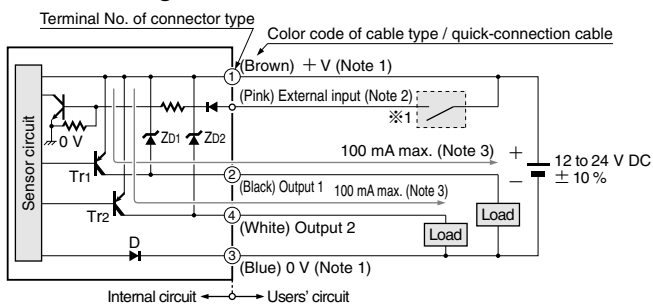 Terminal No. of connector type
Color code of cable type / quick-connection cable
1
(Brown) + V (Note 1)
(Pink) External input (Note 2)
※1
0 V
ZD1
ZD2
Sensor circuit
100 mA max. (Note 3)
+
12 to 24 V DC
−
± 10 %
Tr1
2
(Black) Output 1
100 mA max. (Note 3)
Tr2
4
Load
(White) Output 2
Load
D
3
(Blue) 0 V (Note 1)
Internal circuit
Users' circuit